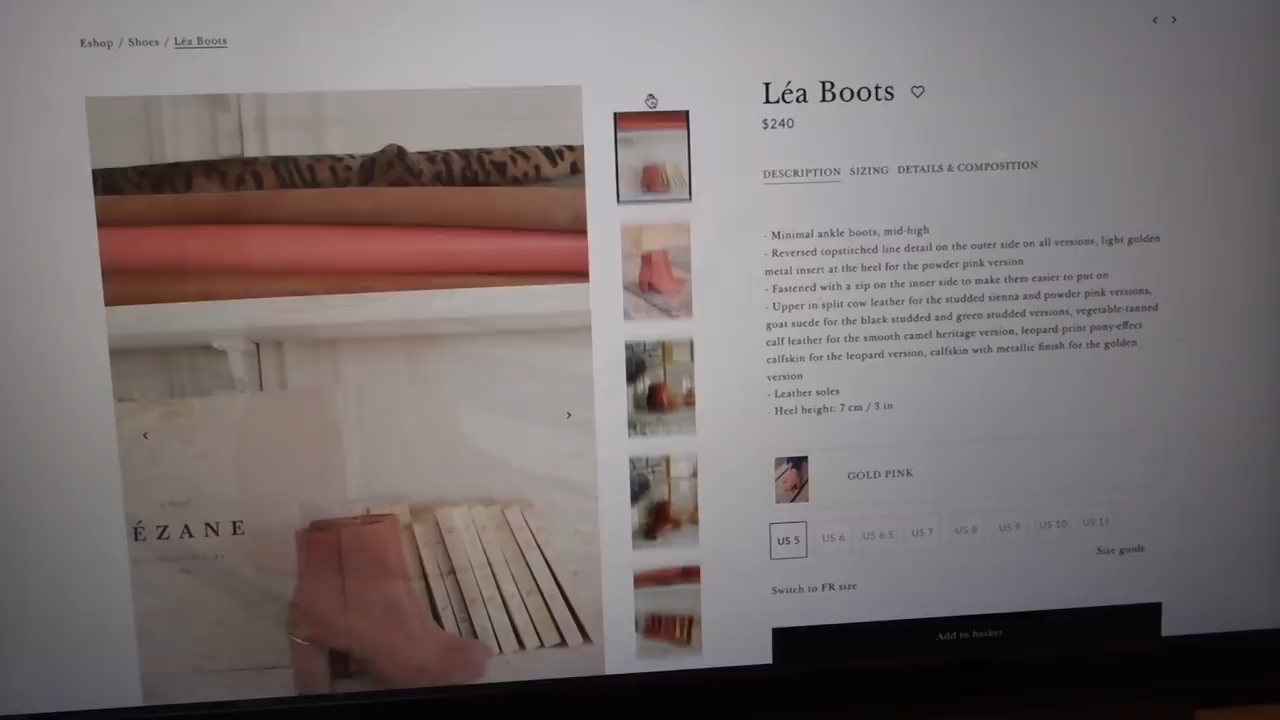 Eshop / Shoes / Léa Boots
Léa Boots
$240
DESCRIPTION SIZING DETAILS & COMPOSITION
- Minimal ankle boots, mid-high
- Reversed topstitched line detail on the outer side on all versions, light golden
metal insert at the heel for the powder pink version
- Fastened with a zip on the inner side to make them easier to put on
- Upper in split cow leather for the studded sienna and powder pink versions,
goat suede for the black studded and green studded versions, vegetable-tanned
calf leather for the smooth camel heritage version, leopard-print pony-effect
calfskin for the leopard version, calfskin with metallic finish for the golden
version
- Leather soles
- Heel height: 7 cm / 3 in
GOLD PINK
US 5 US 6 US 6.5 US 7 US 8 US 9 US 10 US 11
Size guide
Switch to FR size
Add to basket
ÉZANE